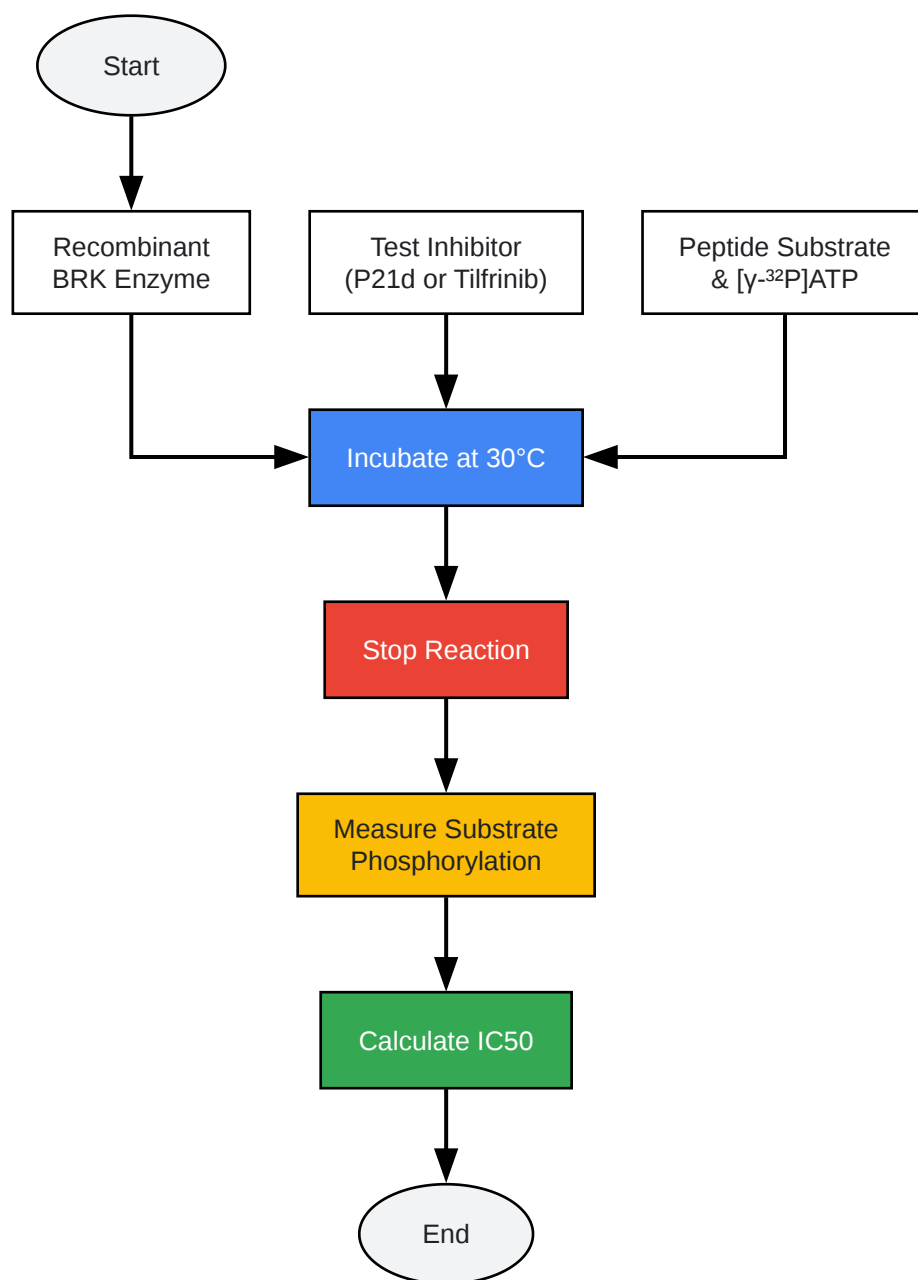 Start
Recombinant
BRK Enzyme
Test Inhibitor
(P21d or Tilfrinib)
Peptide Substrate
& [γ-³²P]ATP
Incubate at 30°C
Stop Reaction
Measure Substrate
Phosphorylation
Calculate IC50
End